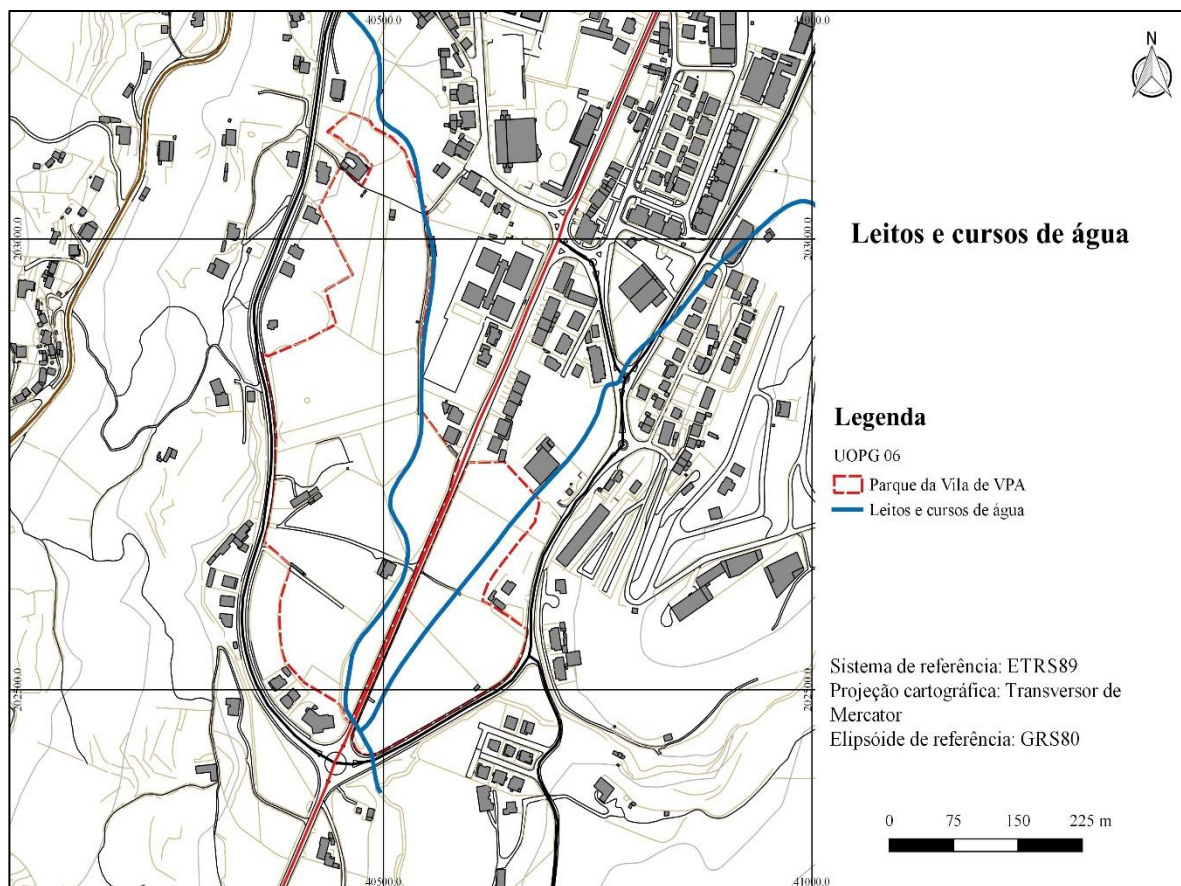 40500.0
41000.0
N
203000.0
203000.0
Leitos e cursos de água
Legenda
UOPG 06
Parque da Vila de VPA
Leitos e cursos de água
202500.0
202500.0
Sistema de referência: ETRS89
Projeção cartográfica: Transversor de
Mercator
Elipsóide de referência: GRS80
0 75 150 225 m
40500.0
41000.0